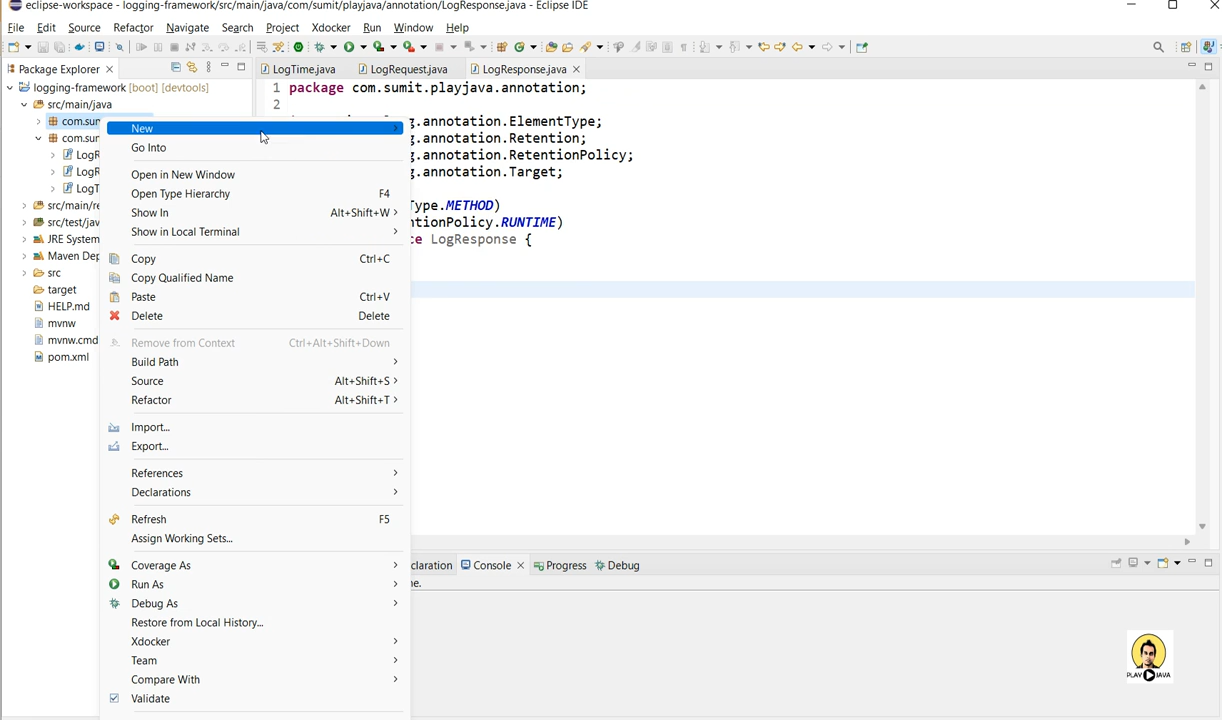 eclipse-workspace - logging-framework/src/main/java/com/sumit/playjava/annotation/LogResponse.java - Eclipse IDE
File Edit Source Refactor Navigate Search Project Xdocker Run Window Help
Package Explorer
LogTime.java LogRequest.java LogResponse.java
logging-framework [boot] [devtools]
src/main/java
com.sun
com.sun
LogR
LogR
LogT
src/main/re
src/test/jav
JRE System
Maven Dep
src
target
HELP.md
mvnw
mvnw.cmd
pom.xml
1 package com.sumit.playjava.annotation;
2
g.annotation.ElementType;
g.annotation.Retention;
g.annotation.RetentionPolicy;
g.annotation.Target;
Type.METHOD)
tionPolicy.RUNTIME)
ce LogResponse {
New
Go Into
Open in New Window
Open Type Hierarchy F4
Show In Alt+Shift+W >
Show in Local Terminal >
Copy Ctrl+C
Copy Qualified Name
Paste Ctrl+V
Delete Delete
Remove from Context Ctrl+Alt+Shift+Down
Build Path >
Source Alt+Shift+S >
Refactor Alt+Shift+T >
Import...
Export...
References >
Declarations >
Refresh F5
Assign Working Sets...
Coverage As >
Run As >
Debug As >
Restore from Local History...
Xdocker >
Team >
Compare With >
Validate
claration Console Progress Debug
e.
PLAY JAVA